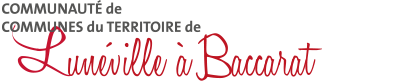 COMMUNAUTÉ de
COMMUNES du TERRITOIRE de
Lunéville à Baccarat